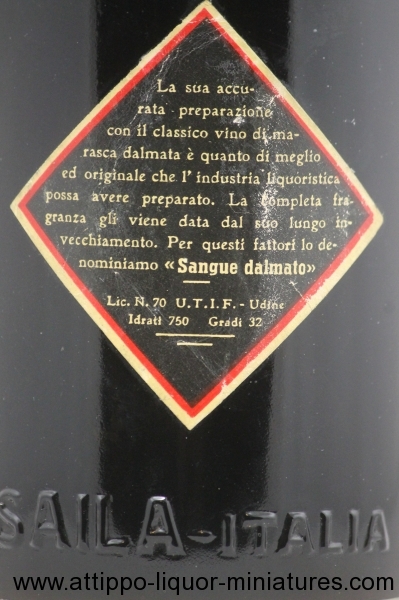 La sua accu-
rata preparazione
con il classico vino di ma-
rasca dalmata è quanto di meglio
ed originale che l' industria liquoristica
possa avere preparato. La completa fra-
granza gli viene data dal suo lungo in-
vecchiamento. Per questi fattori lo de-
nominiamo «Sangue dalmato»
Lic. N. 70 U.T.I.F. - Udine
Idrati 750 Gradi 32
SAILA-ITALIA
www.attippo-liquor-miniatures.com